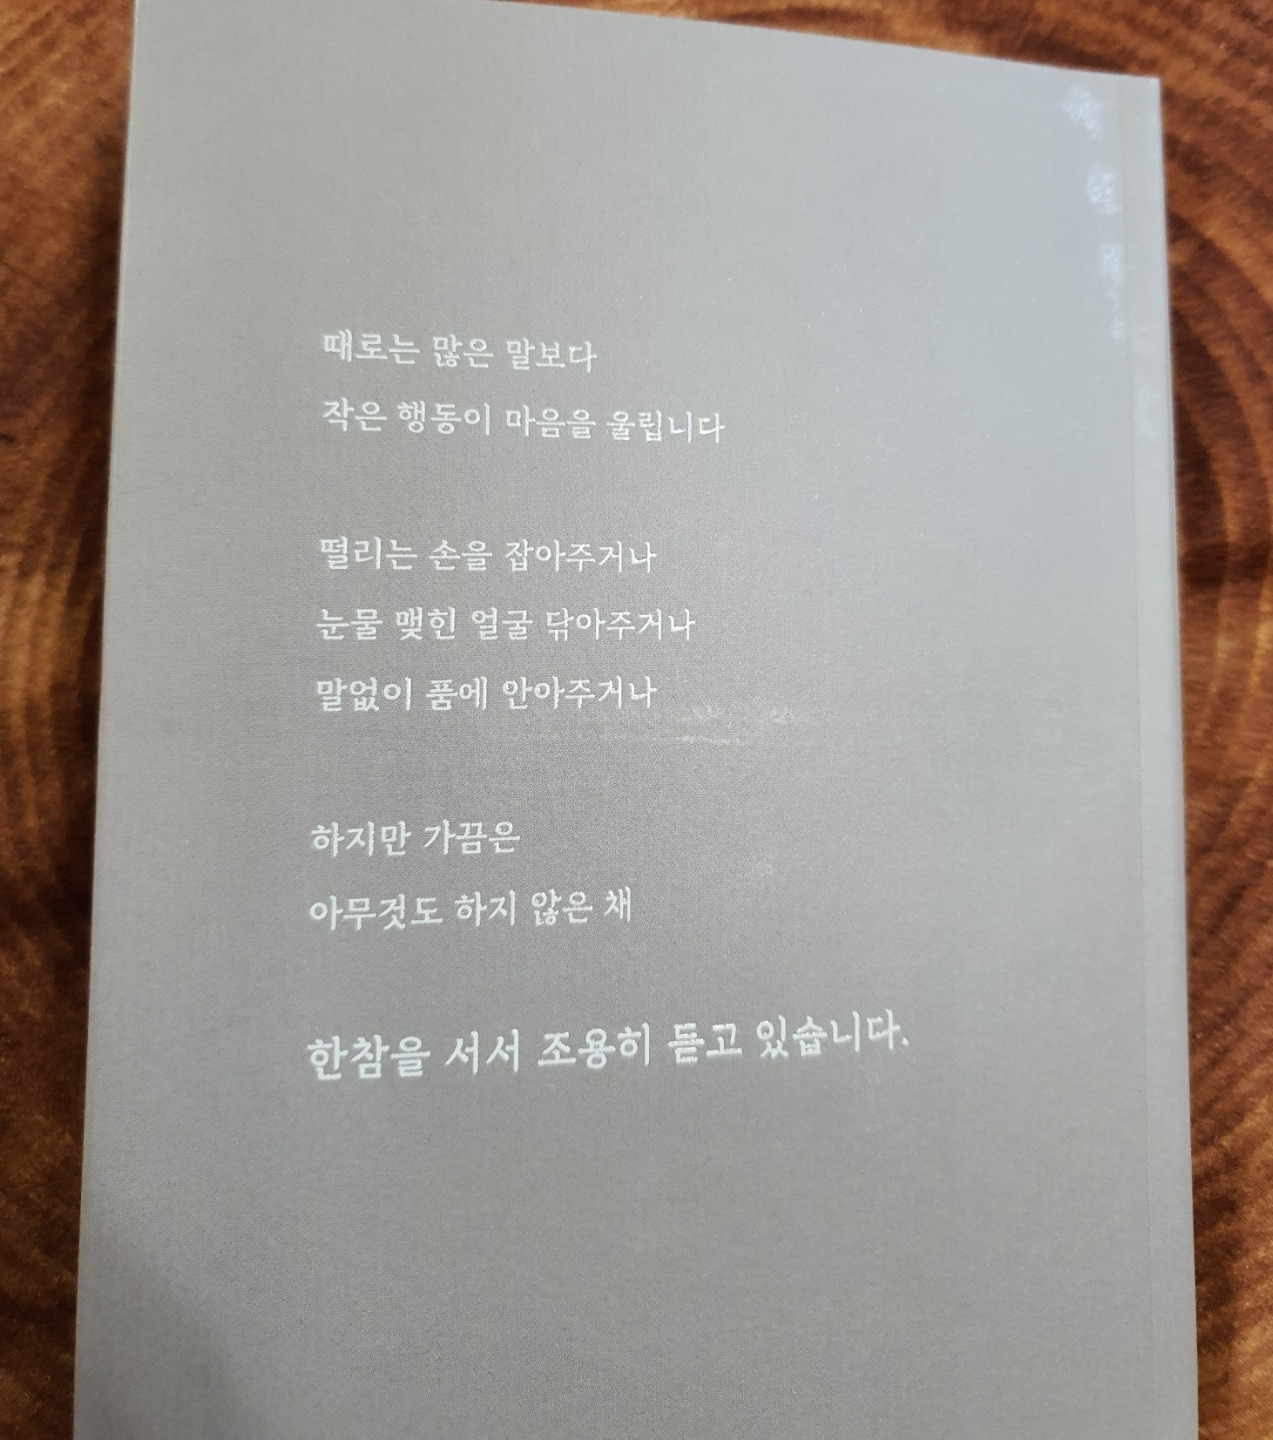 때로는 많은 말보다
작은 행동이 마음을 울립니다
떨리는 손을 잡아주거나
눈물 맺힌 얼굴 닦아주거나
말없이 품에 안아주거나
하지만 가끔은
아무것도 하지 않은 채
한참을 서서 조용히 듣고 있습니다.